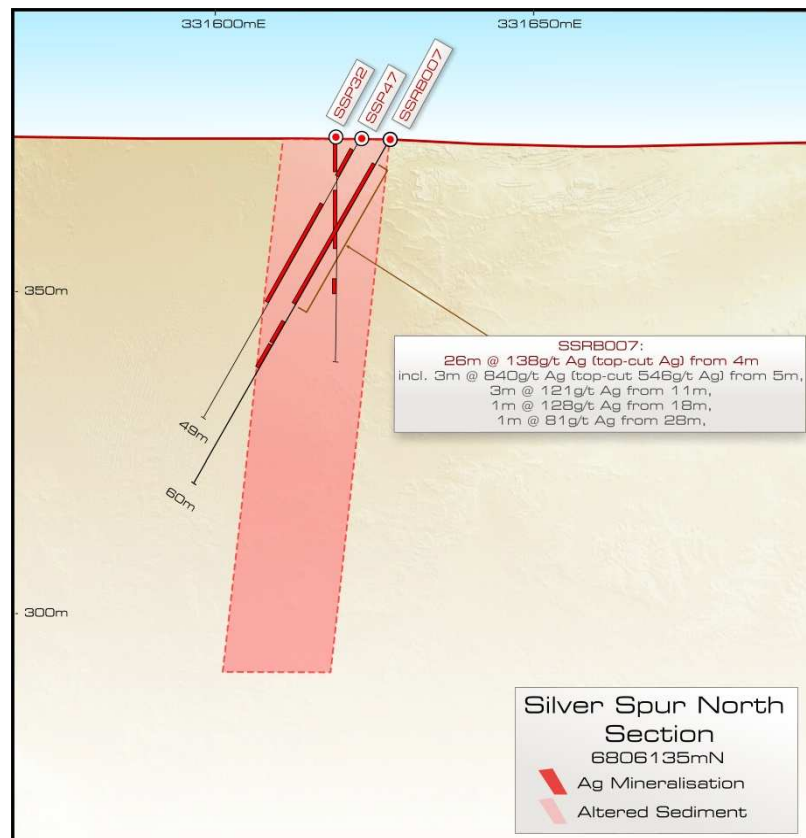 331600mE
331650mE
SSP32
SSP47
SSRB007
350m
SSRB007:
26m @ 138g/t Ag (top-cut Ag) from 4m
incl. 3m @ 840g/t Ag (top-cut 546g/t Ag) from 5m,
3m @ 121g/t Ag from 11m,
1m @ 128g/t Ag from 18m,
1m @ 81g/t Ag from 28m,
49m
60m
300m
Silver Spur North
Section
6806135mN
Ag Mineralisation
Altered Sediment